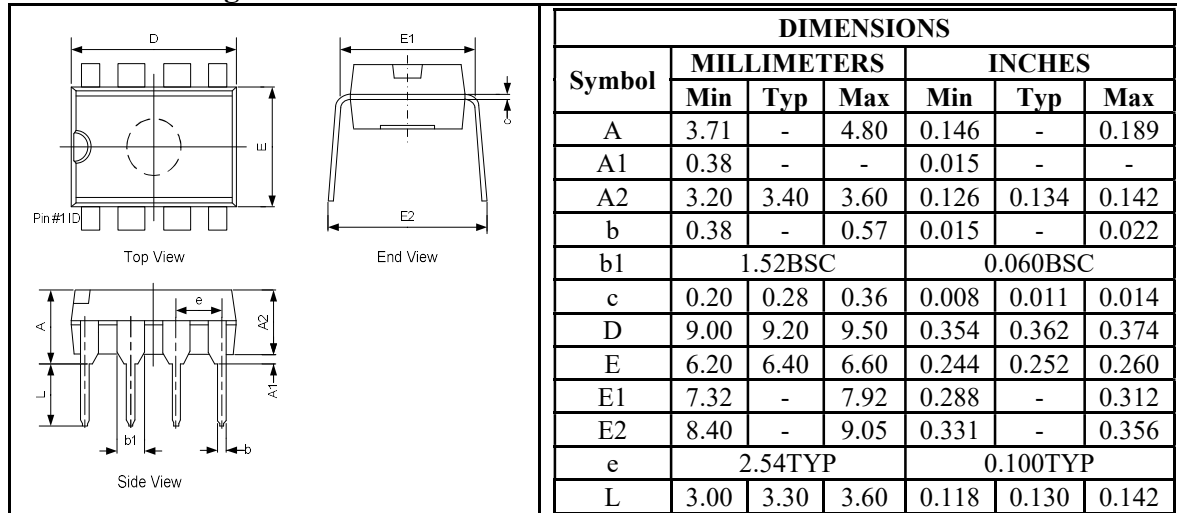 D
E
Pin #1 ID
Top View
E1
c
E2
End View
A
e
A2
L
A1
b1
b
Side View
DIMENSIONS
Symbol MILLIMETERS INCHES
Min Typ Max Min Typ Max
A 3.71 - 4.80 0.146 - 0.189
A1 0.38 - - 0.015 - -
A2 3.20 3.40 3.60 0.126 0.134 0.142
b 0.38 - 0.57 0.015 - 0.022
b1 1.52BSC 0.060BSC
c 0.20 0.28 0.36 0.008 0.011 0.014
D 9.00 9.20 9.50 0.354 0.362 0.374
E 6.20 6.40 6.60 0.244 0.252 0.260
E1 7.32 - 7.92 0.288 - 0.312
E2 8.40 - 9.05 0.331 - 0.356
e 2.54TYP 0.100TYP
L 3.00 3.30 3.60 0.118 0.130 0.142